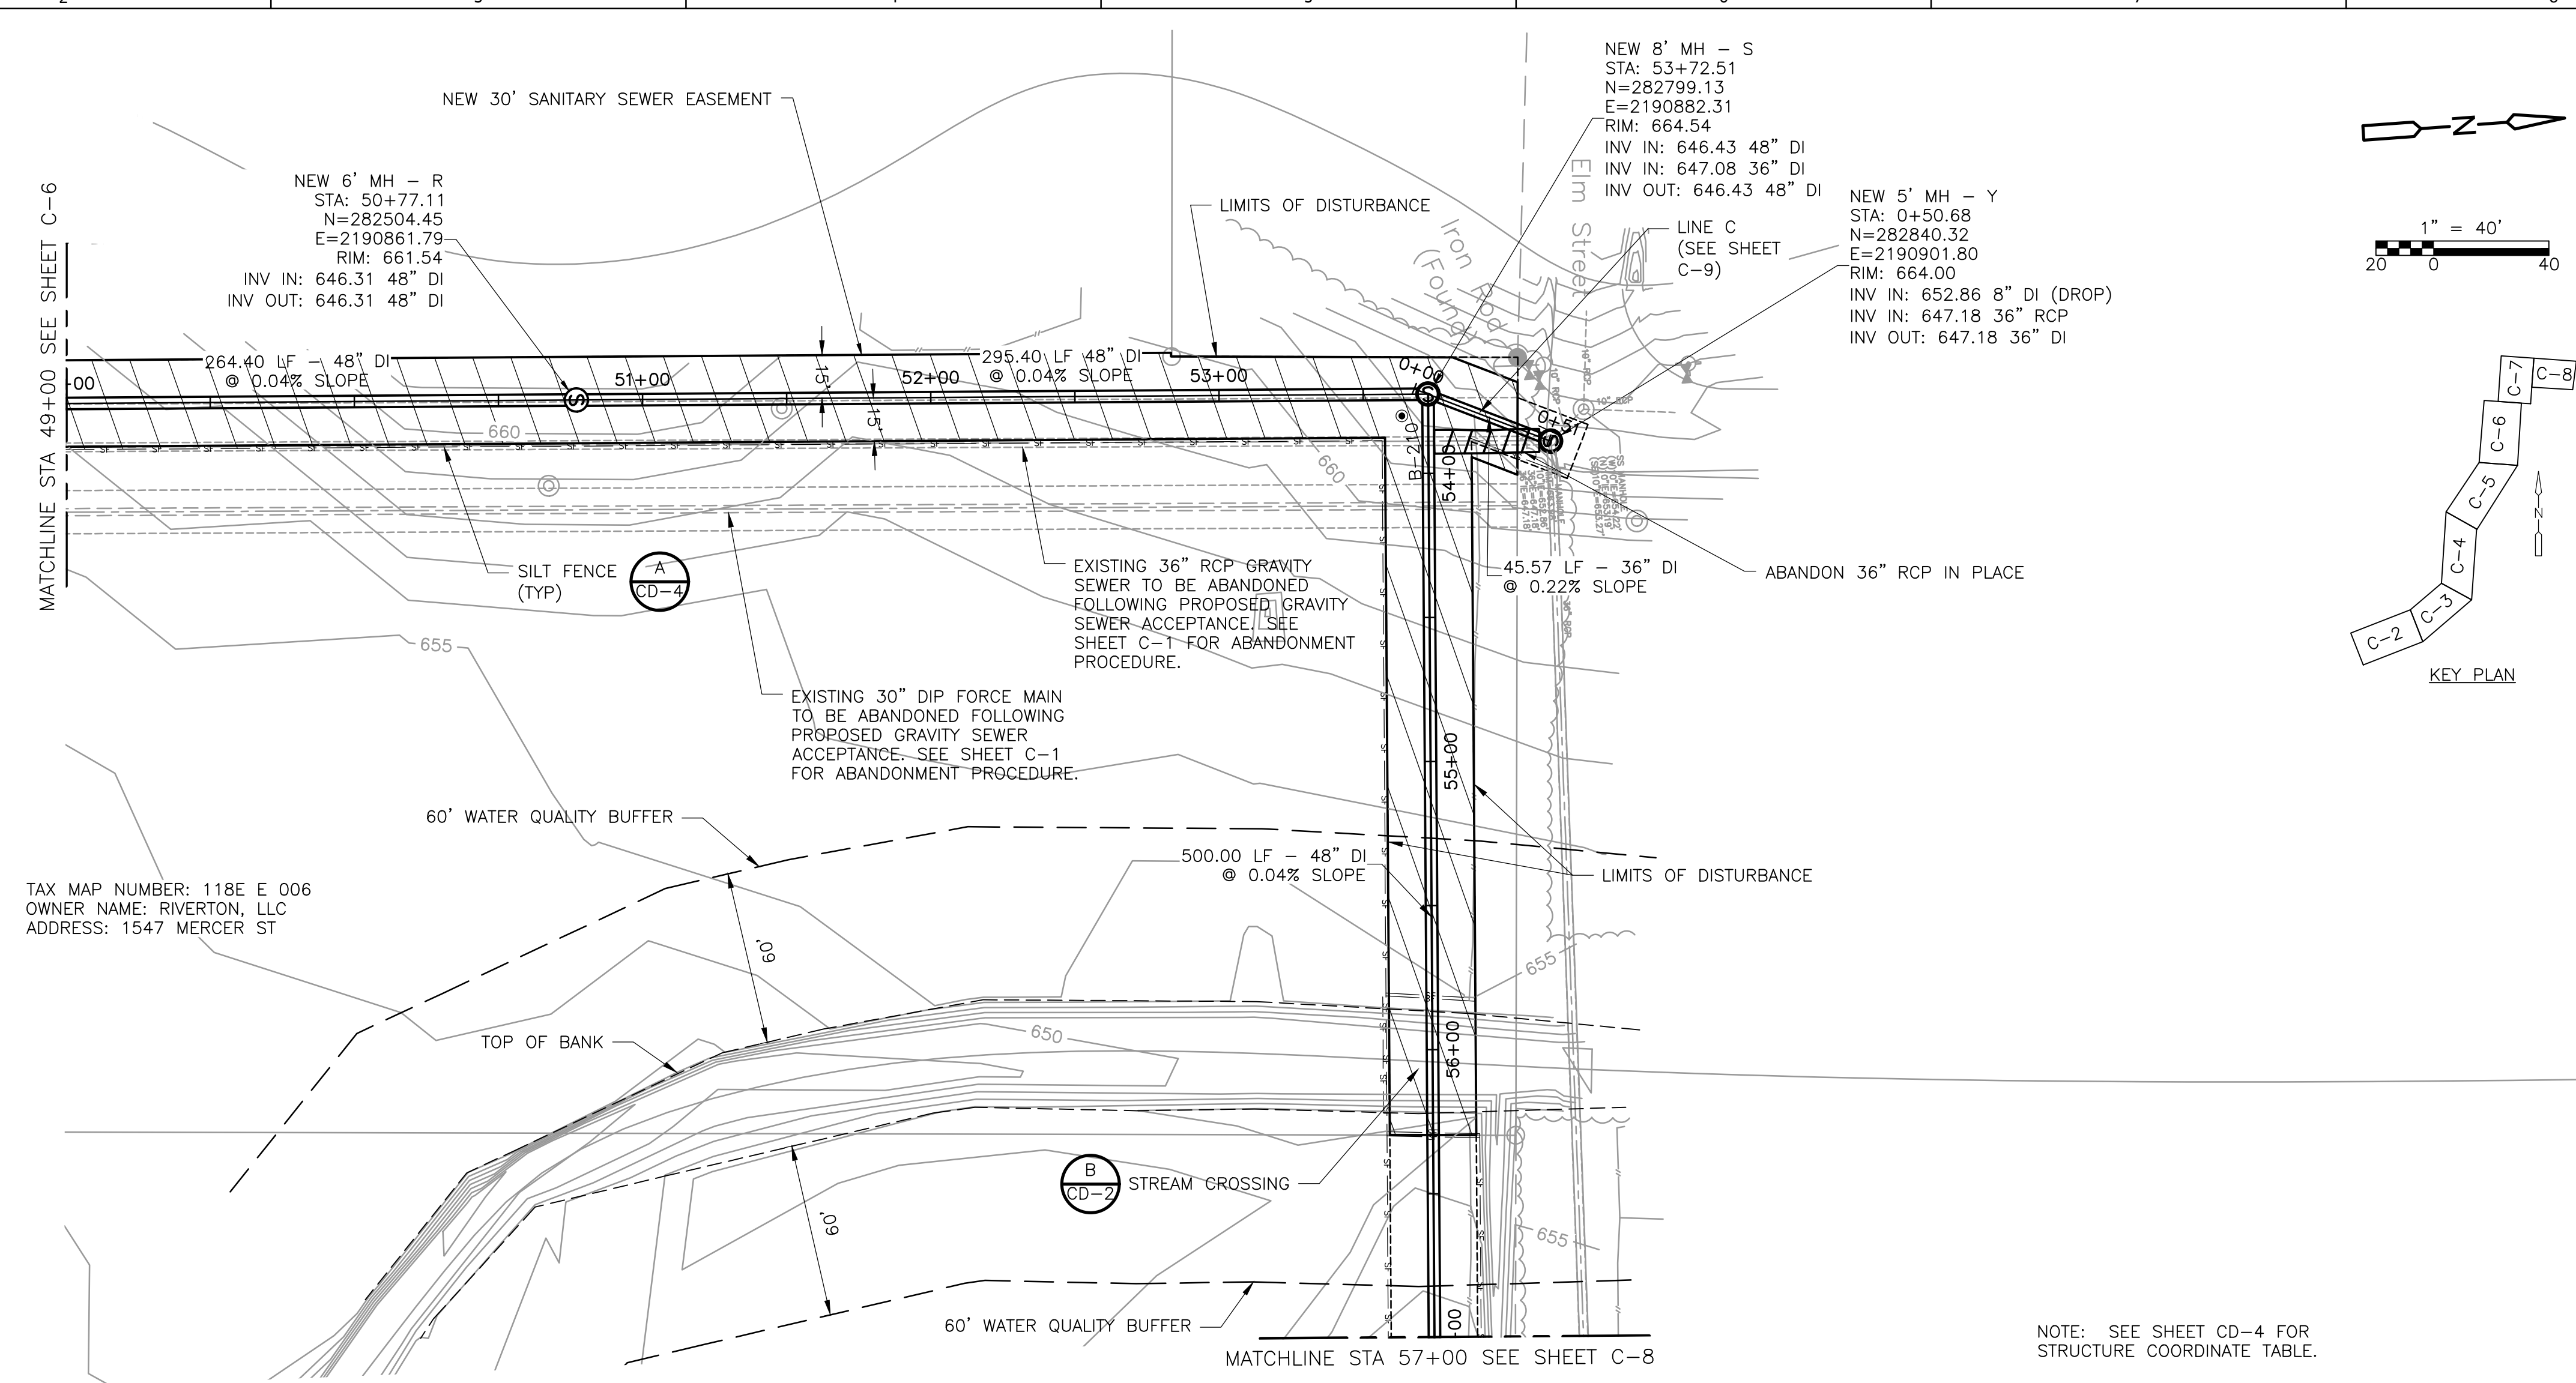 NEW 30' SANITARY SEWER EASEMENT
NEW 6' MH – R
STA: 50+77.11
N=282504.45
E=2190861.79
RIM: 661.54
INV IN: 646.31 48" DI
INV OUT: 646.31 48" DI
MATCHLINE STA 49+00 SEE SHEET C–6
LIMITS OF DISTURBANCE
NEW 8' MH – S
STA: 53+72.51
N=282799.13
E=2190882.31
RIM: 664.54
INV IN: 646.43 48" DI
INV IN: 647.08 36" DI
INV OUT: 646.43 48" DI
LINE C
(SEE SHEET
C–9)
NEW 5' MH – Y
STA: 0+50.68
N=282840.32
E=2190901.80
RIM: 664.00
INV IN: 652.86 8" DI (DROP)
INV IN: 647.18 36" RCP
INV OUT: 647.18 36" DI
Elm Street
Iron Rod
(Found)
N
1" = 40'
20 0 40
264.40 LF – 48" DI
@ 0.04% SLOPE
295.40 LF 48" DI
@ 0.04% SLOPE
-00
51+00
52+00
53+00
0+00
0+51
15'
15'
10" RCP
10" RCP
10" RCP
660
660
B–210
54+00
SILT FENCE
(TYP)
A
CD–4
EXISTING 36" RCP GRAVITY
SEWER TO BE ABANDONED
FOLLOWING PROPOSED GRAVITY
SEWER ACCEPTANCE. SEE
SHEET C–1 FOR ABANDONMENT
PROCEDURE.
45.57 LF – 36" DI
@ 0.22% SLOPE
ABANDON 36" RCP IN PLACE
36" RCP
655
EXISTING 30" DIP FORCE MAIN
TO BE ABANDONED FOLLOWING
PROPOSED GRAVITY SEWER
ACCEPTANCE. SEE SHEET C–1
FOR ABANDONMENT PROCEDURE.
55+00
C–7
C–8
C–6
C–5
C–4
C–3
C–2
N
KEY PLAN
60' WATER QUALITY BUFFER
500.00 LF – 48" DI
@ 0.04% SLOPE
LIMITS OF DISTURBANCE
TAX MAP NUMBER: 118E E 006
OWNER NAME: RIVERTON, LLC
ADDRESS: 1547 MERCER ST
60'
655
650
TOP OF BANK
56+00
B
CD–2
STREAM CROSSING
60'
655
60' WATER QUALITY BUFFER
-00
MATCHLINE STA 57+00 SEE SHEET C–8
NOTE: SEE SHEET CD–4 FOR
STRUCTURE COORDINATE TABLE.